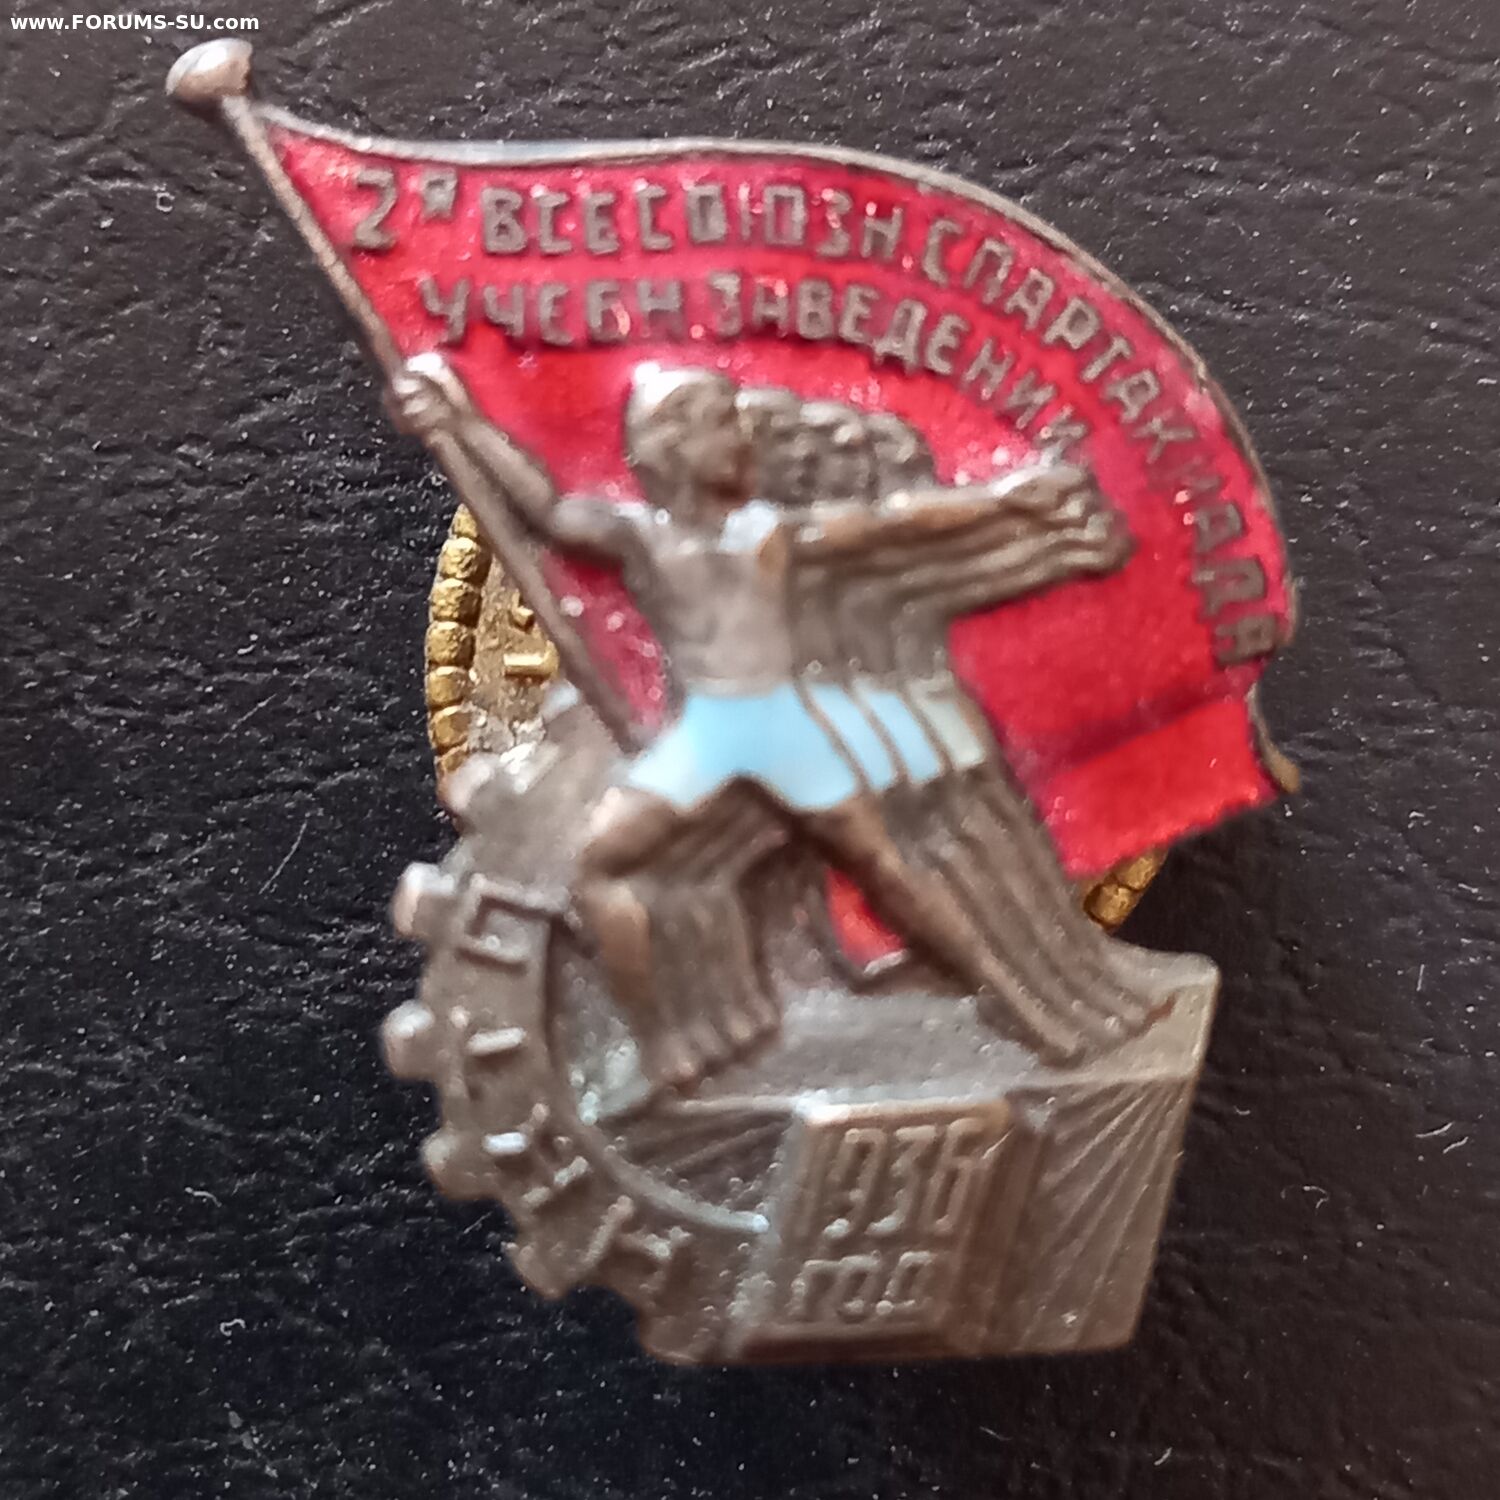 www.FORUMS-SU.com
2Я ВСЕСОЮЗН.СПАРТАКИАДА
УЧЕБН.ЗАВЕДЕНИЙ
1936
ГОД